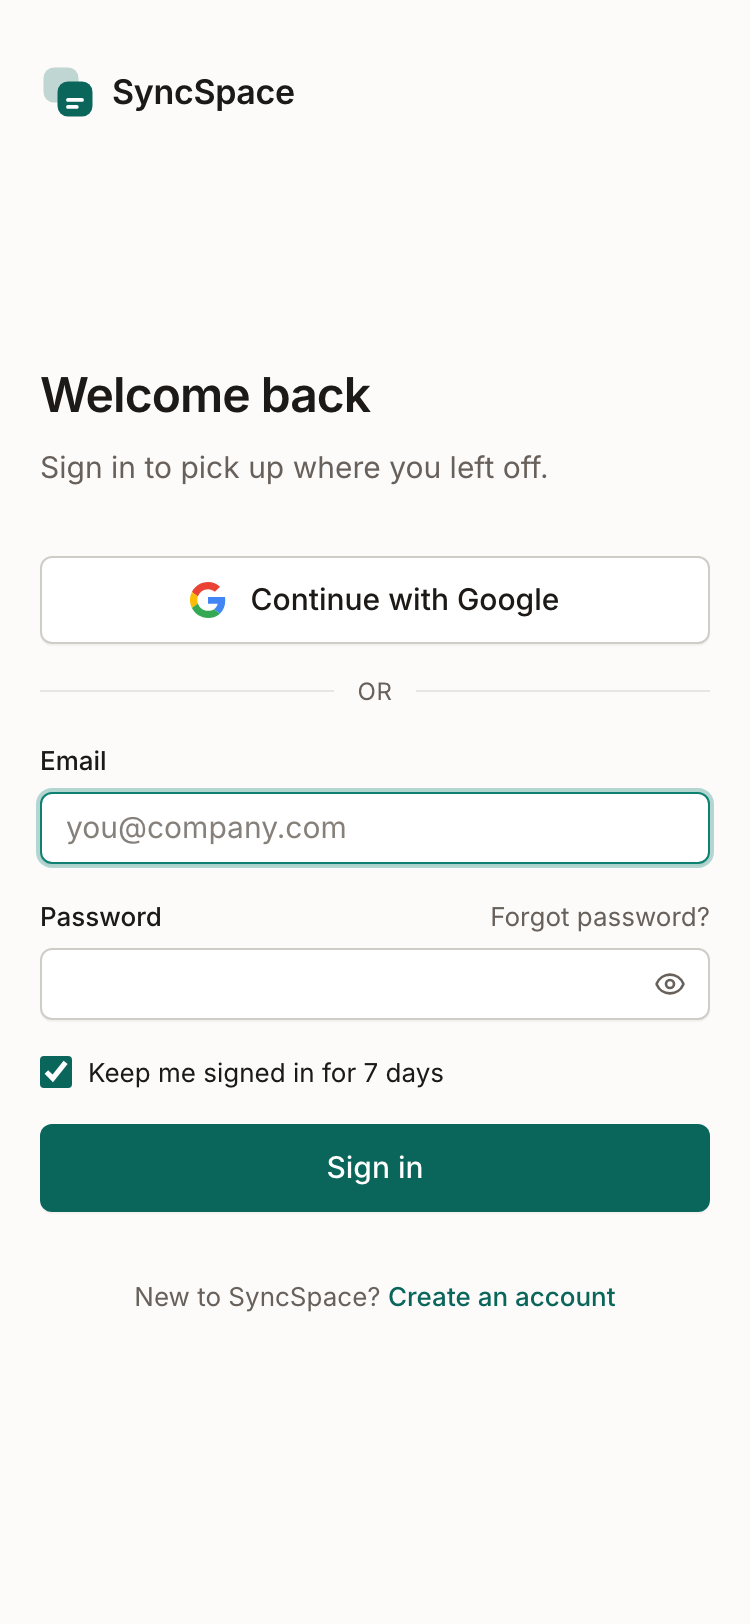 SyncSpace
Welcome back
Sign in to pick up where you left off.
Continue with Google
OR
Email
you@company.com
Password Forgot password?
Keep me signed in for 7 days
Sign in
New to SyncSpace? Create an account